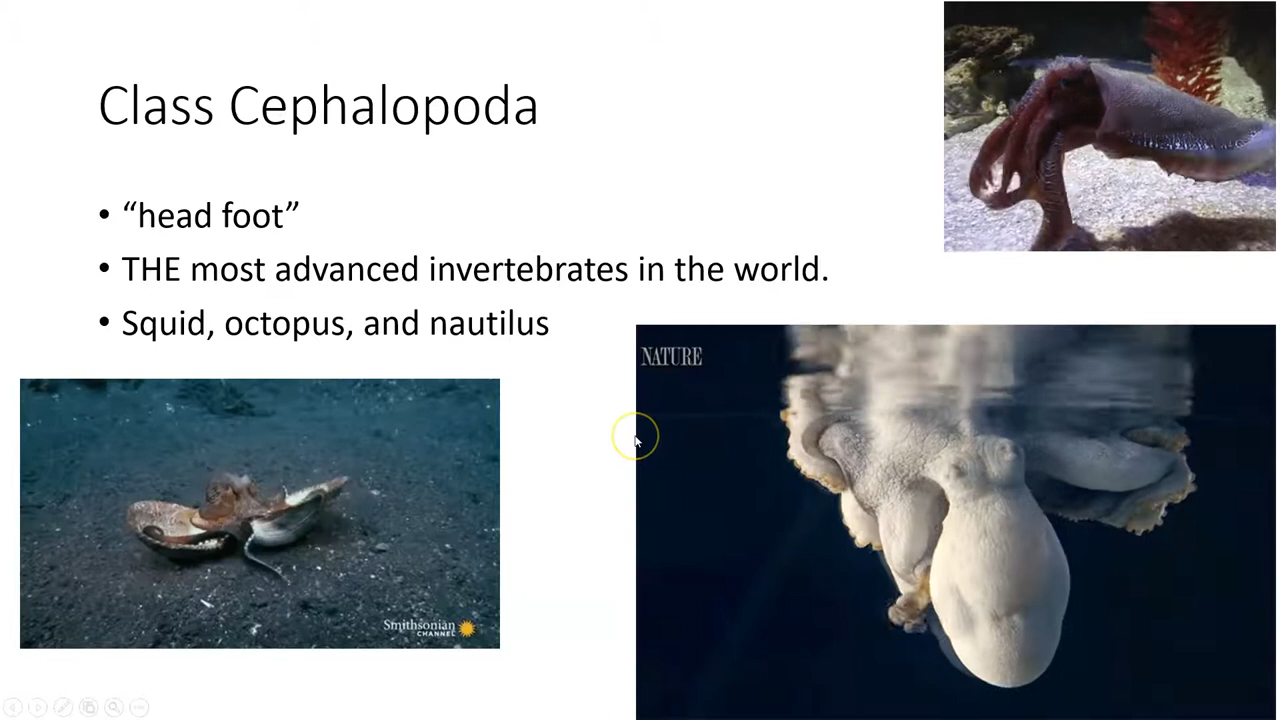 Class Cephalopoda
• “head foot”
• THE most advanced invertebrates in the world.
• Squid, octopus, and nautilus
NATURE
Smithsonian
CHANNEL